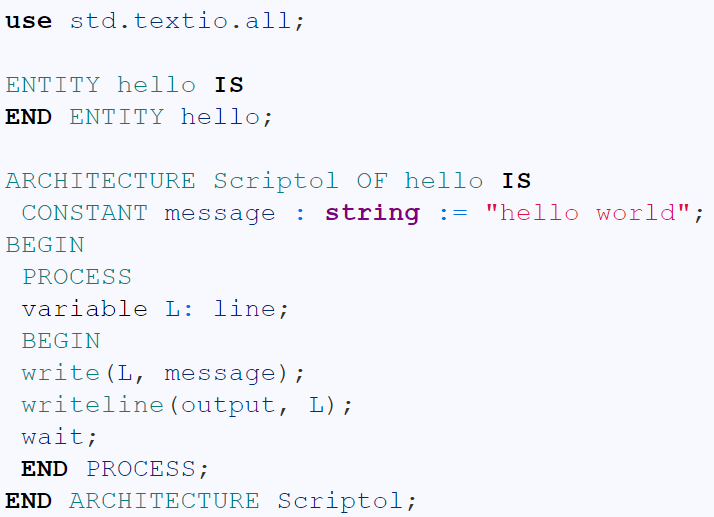 use std.textio.all;
ENTITY hello IS
END ENTITY hello;
ARCHITECTURE Scriptol OF hello IS
CONSTANT message : string := "hello world";
BEGIN
PROCESS
variable L: line;
BEGIN
write(L, message);
writeline(output, L);
wait;
END PROCESS;
END ARCHITECTURE Scriptol;